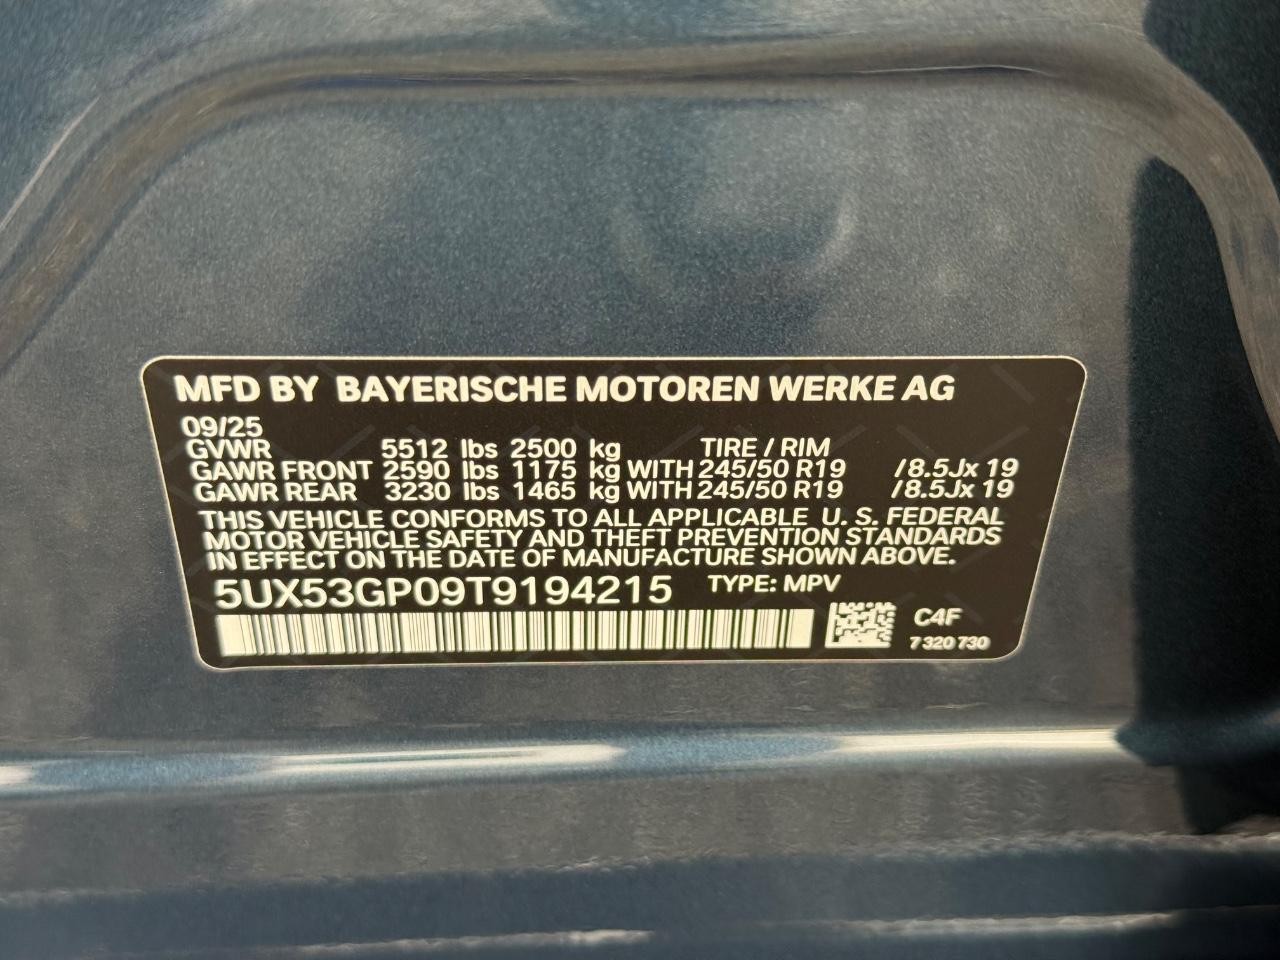 MFD BY BAYERISCHE MOTOREN WERKE AG
09/25
GVWR 5512 lbs 2500 kg TIRE / RIM
GAWR FRONT 2590 lbs 1175 kg WITH 245/50 R19 /8.5Jx 19
GAWR REAR 3230 lbs 1465 kg WITH 245/50 R19 /8.5Jx 19
THIS VEHICLE CONFORMS TO ALL APPLICABLE U. S. FEDERAL
MOTOR VEHICLE SAFETY AND THEFT PREVENTION STANDARDS
IN EFFECT ON THE DATE OF MANUFACTURE SHOWN ABOVE.
5UX53GP09T9194215 TYPE: MPV
C4F
7 320 730